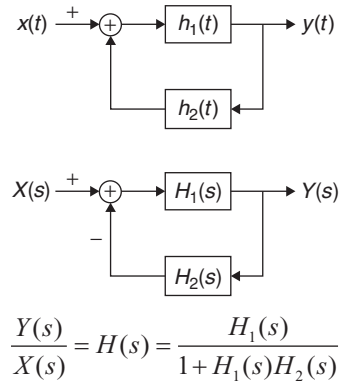 x(t) + + h₁(t) y(t)
h₂(t)
X(s) + + H₁(s) Y(s)
−
H₂(s)
Y(s)/X(s) = H(s) = H₁(s)/(1 + H₁(s)H₂(s))